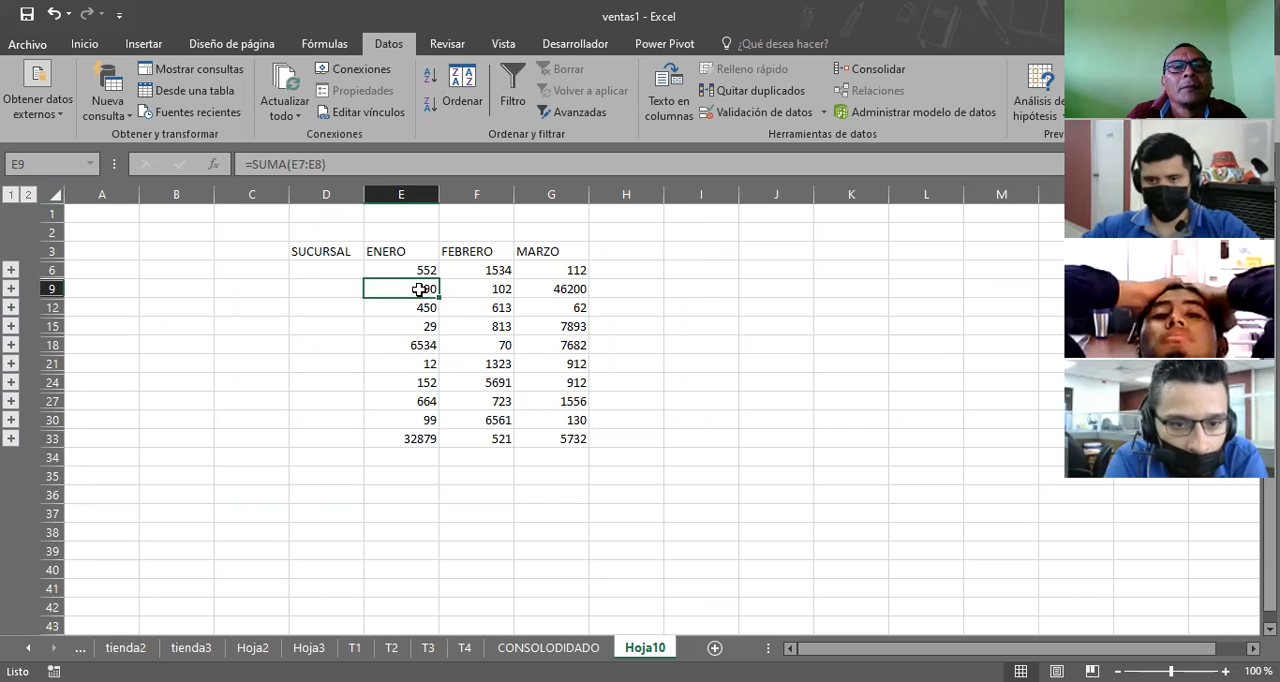 ventas1 - Excel
Archivo Inicio Insertar Diseño de página Fórmulas Datos Revisar Vista Desarrollador Power Pivot ¿Qué desea hacer?
Obtener datos externos
Nueva consulta
Mostrar consultas
Desde una tabla
Fuentes recientes
Obtener y transformar
Actualizar todo
Conexiones
Propiedades
Editar vínculos
Conexiones
Ordenar
Filtro
Borrar
Volver a aplicar
Avanzadas
Ordenar y filtrar
Texto en columnas
Relleno rápido
Quitar duplicados
Validación de datos
Consolidar
Relaciones
Administrar modelo de datos
Herramientas de datos
Análisis de hipótesis
E9 fx =SUMA(E7:E8)
1 2 A B C D E F G H I J K L M
1
2
3 SUCURSAL ENERO FEBRERO MARZO
6 552 1534 112
9 102 46200
12 450 613 62
15 29 813 7893
18 6534 70 7682
21 12 1323 912
24 152 5691 912
27 664 723 1556
30 99 6561 130
33 32879 521 5732
34
35
36
37
38
39
40
41
42
43
... tienda2 tienda3 Hoja2 Hoja3 T1 T2 T3 T4 CONSOLODIDADO Hoja10
Listo 100 %